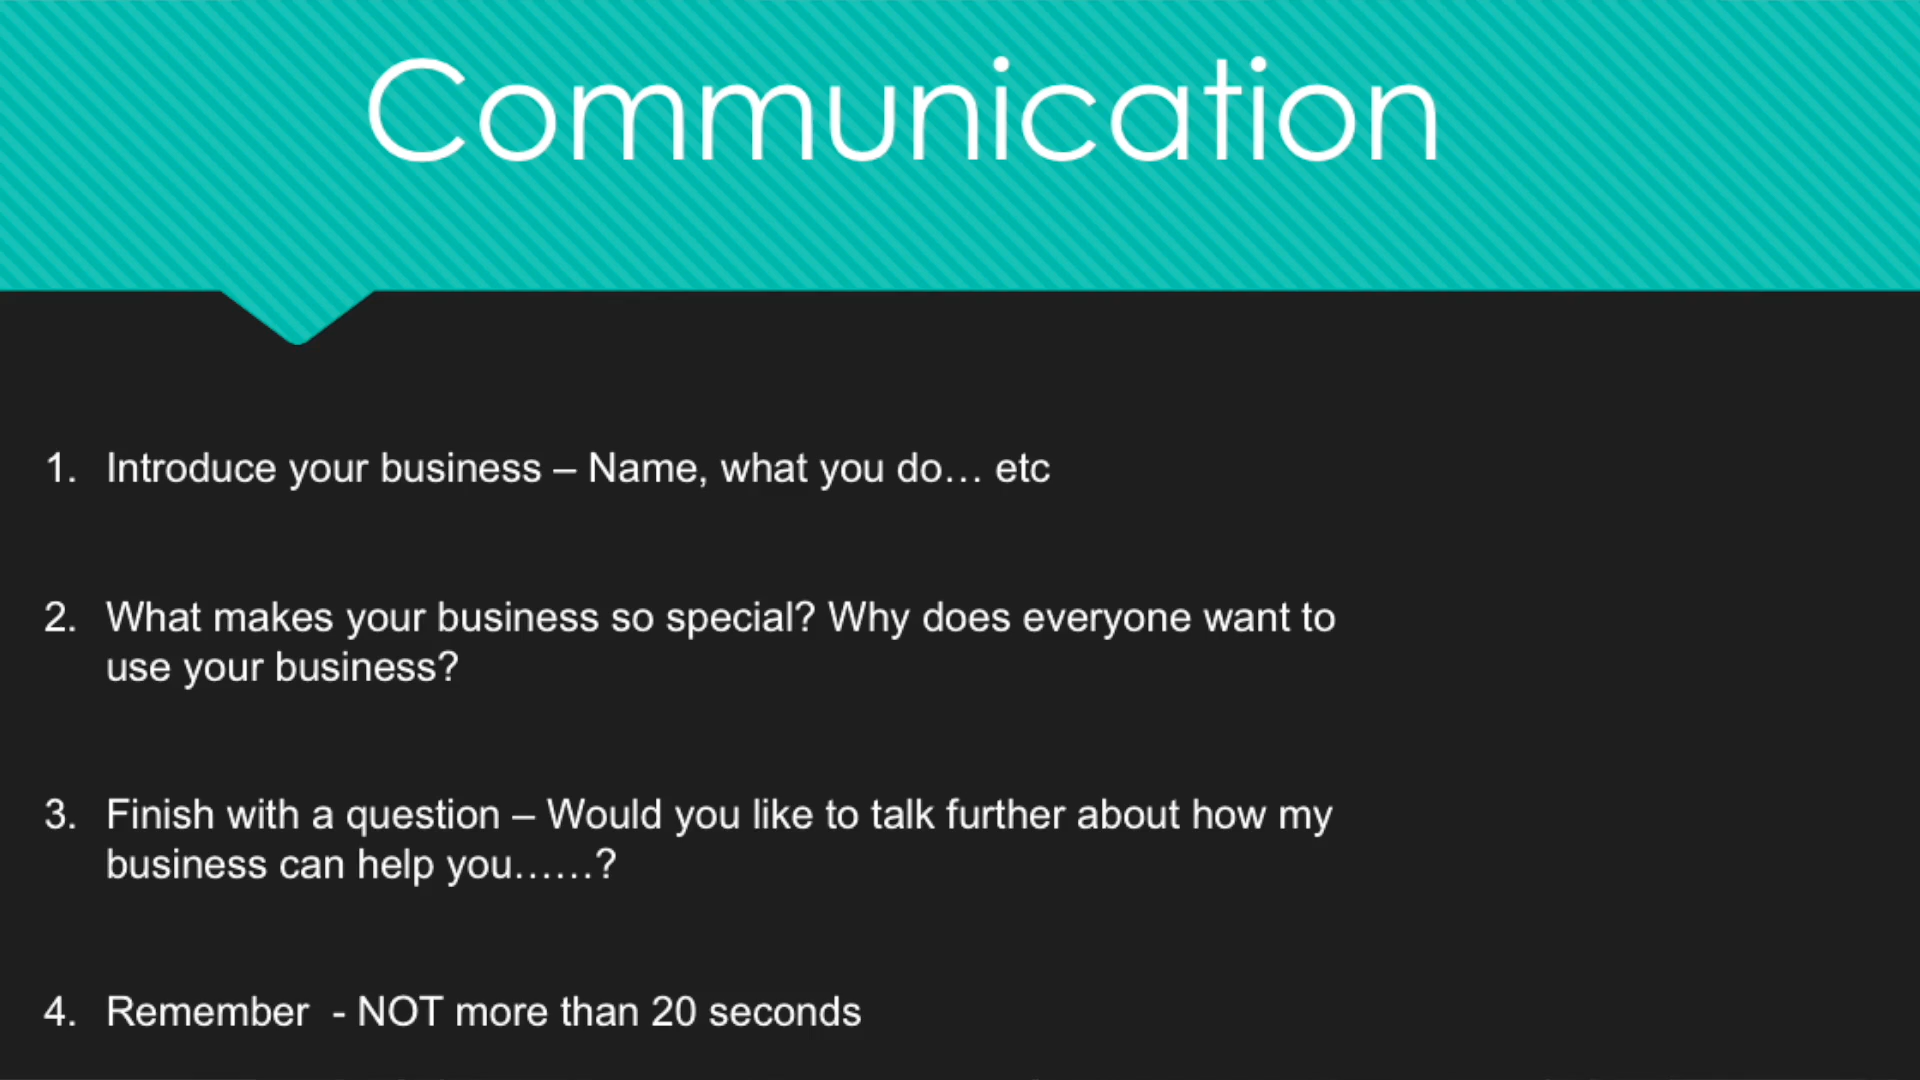 Communication
1. Introduce your business – Name, what you do… etc
2. What makes your business so special? Why does everyone want to
use your business?
3. Finish with a question – Would you like to talk further about how my
business can help you……?
4. Remember  - NOT more than 20 seconds